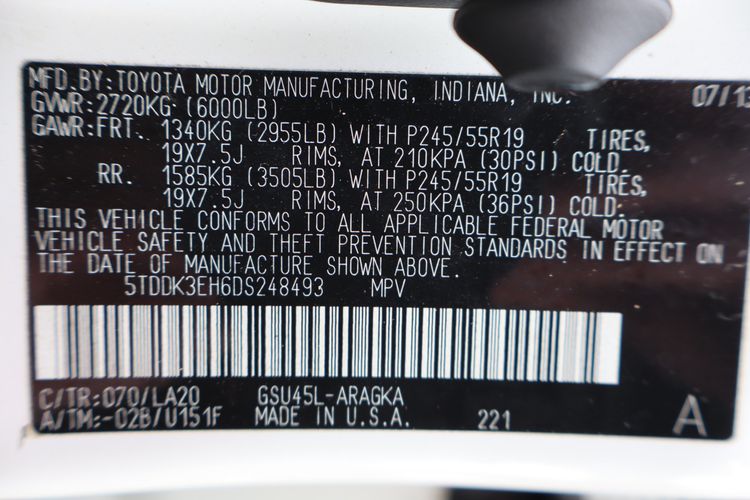 MFD.BY:TOYOTA MOTOR MANUFACTURING, INDIANA, INC. 07/13
GVWR:2720KG (6000LB)
GAWR:FRT. 1340KG (2955LB) WITH P245/55R19 TIRES,
19X7.5J RIMS, AT 210KPA (30PSI) COLD.
RR. 1585KG (3505LB) WITH P245/55R19 TIRES,
19X7.5J RIMS, AT 250KPA (36PSI) COLD.
THIS VEHICLE CONFORMS TO ALL APPLICABLE FEDERAL MOTOR
VEHICLE SAFETY AND THEFT PREVENTION STANDARDS IN EFFECT ON
THE DATE OF MANUFACTURE SHOWN ABOVE.
5TDDK3EH6DS248493 MPV
C/TR:070/LA20 GSU45L-ARAGKA
A/TM:-02B/U151F MADE IN U.S.A. 221 A